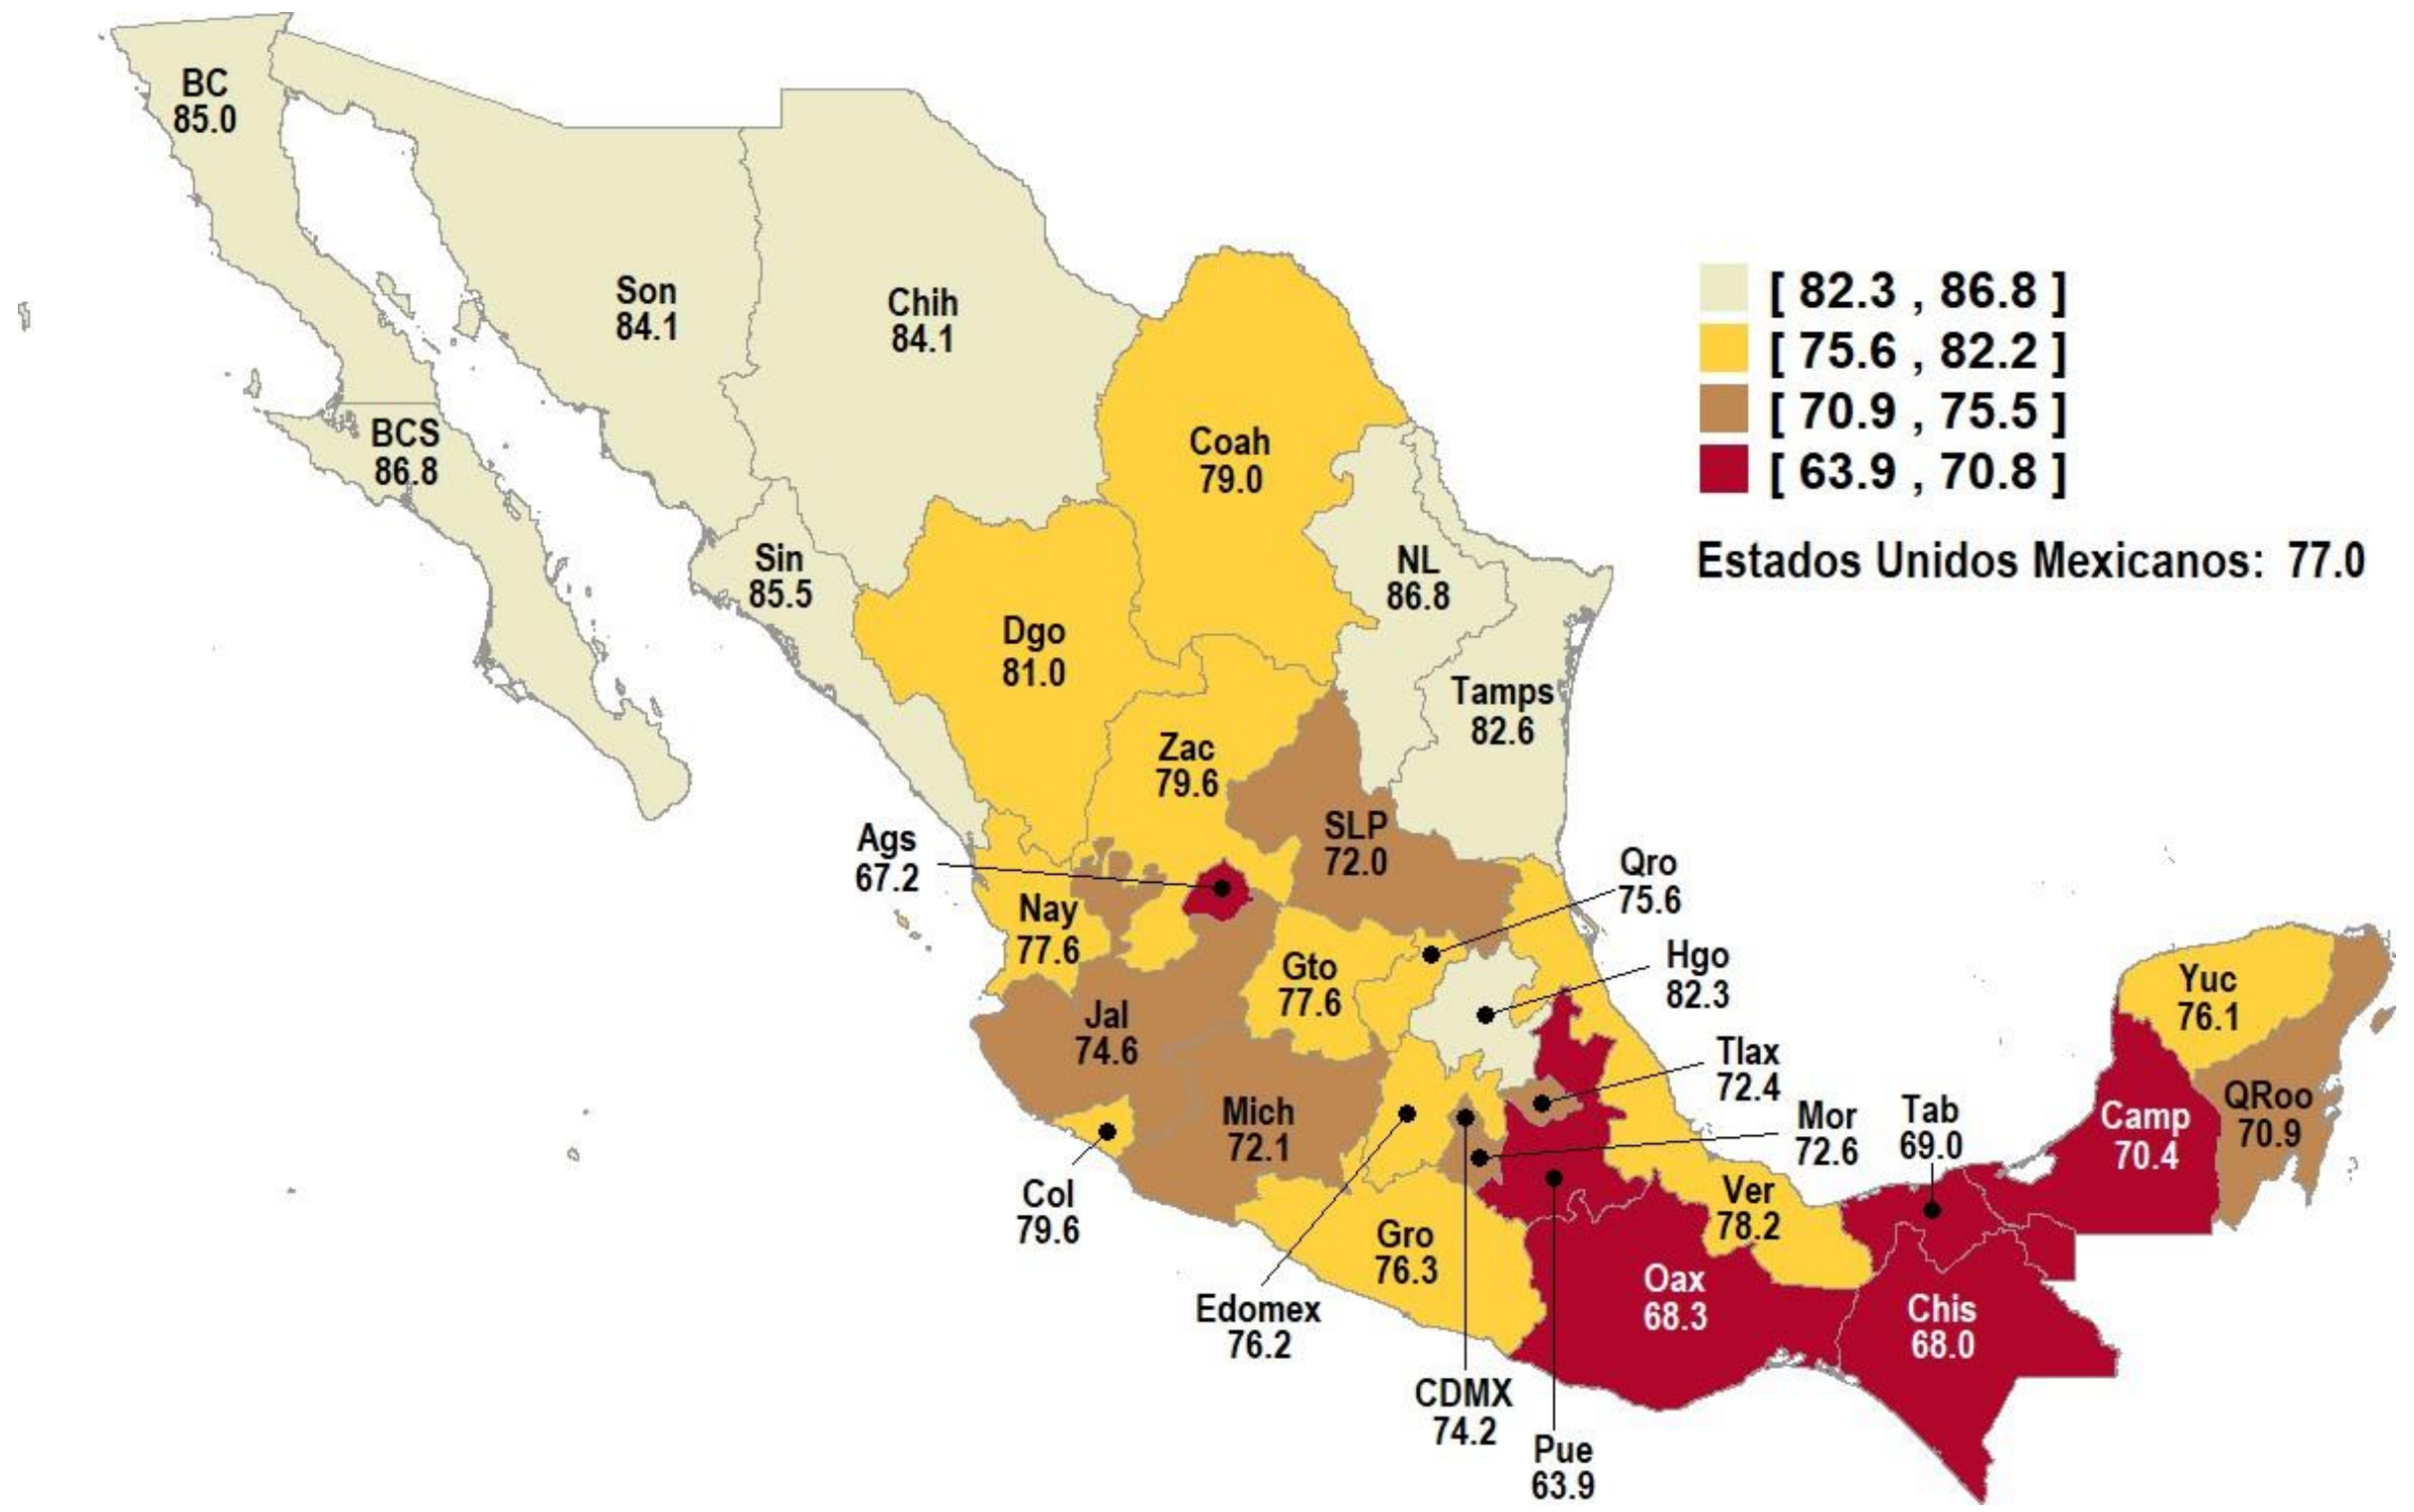 BC
85.0
Son
84.1
Chih
84.1
BCS
86.8
Coah
79.0
Sin
85.5
NL
86.8
Dgo
81.0
Tamps
82.6
Zac
79.6
[ 82.3 , 86.8 ]
[ 75.6 , 82.2 ]
[ 70.9 , 75.5 ]
[ 63.9 , 70.8 ]
Estados Unidos Mexicanos: 77.0
Ags
67.2
SLP
72.0
Qro
75.6
Nay
77.6
Gto
77.6
Hgo
82.3
Yuc
76.1
Jal
74.6
Tlax
72.4
Mich
72.1
Mor
72.6
Tab
69.0
Camp
70.4
QRoo
70.9
Col
79.6
Ver
78.2
Gro
76.3
Oax
68.3
Chis
68.0
Edomex
76.2
CDMX
74.2
Pue
63.9